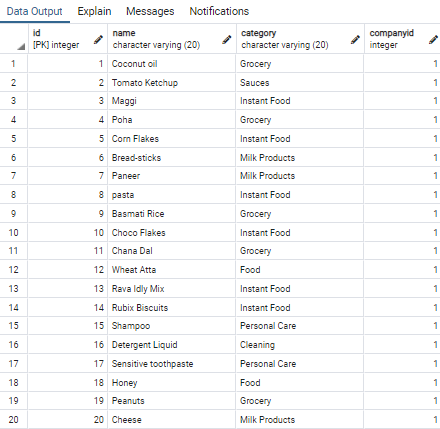 Data Output Explain Messages Notifications
id name category companyid
[PK] integer character varying (20) character varying (20) integer
1 1 Coconut oil Grocery 1
2 2 Tomato Ketchup Sauces 1
3 3 Maggi Instant Food 1
4 4 Poha Grocery 1
5 5 Corn Flakes Instant Food 1
6 6 Bread-sticks Milk Products 1
7 7 Paneer Milk Products 1
8 8 pasta Instant Food 1
9 9 Basmati Rice Grocery 1
10 10 Choco Flakes Instant Food 1
11 11 Chana Dal Grocery 1
12 12 Wheat Atta Food 1
13 13 Rava Idly Mix Instant Food 1
14 14 Rubix Biscuits Instant Food 1
15 15 Shampoo Personal Care 1
16 16 Detergent Liquid Cleaning 1
17 17 Sensitive toothpaste Personal Care 1
18 18 Honey Food 1
19 19 Peanuts Grocery 1
20 20 Cheese Milk Products 1